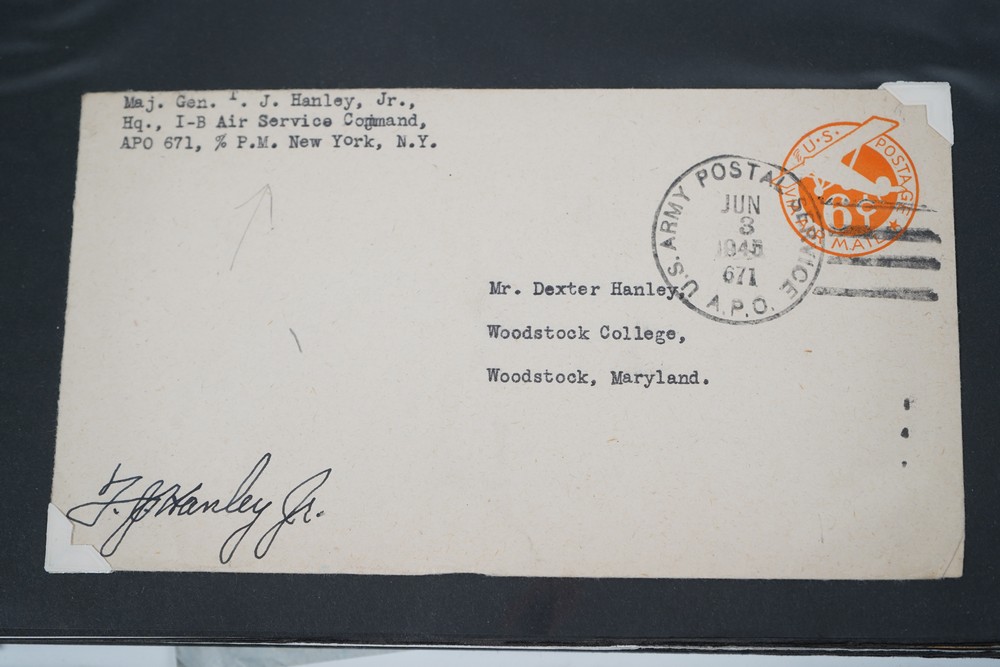 Maj. Gen. T. J. Hanley, Jr.,
Hq., I-B Air Service Command,
APO 671, % P.M. New York, N.Y.
U.S. POSTAGE
6¢
VIA AIR MAIL
U.S. ARMY POSTAL SERVICE
JUN
3
1945
671
A.P.O.
Mr. Dexter Hanley,
Woodstock College,
Woodstock, Maryland.
T. J. Hanley Jr.